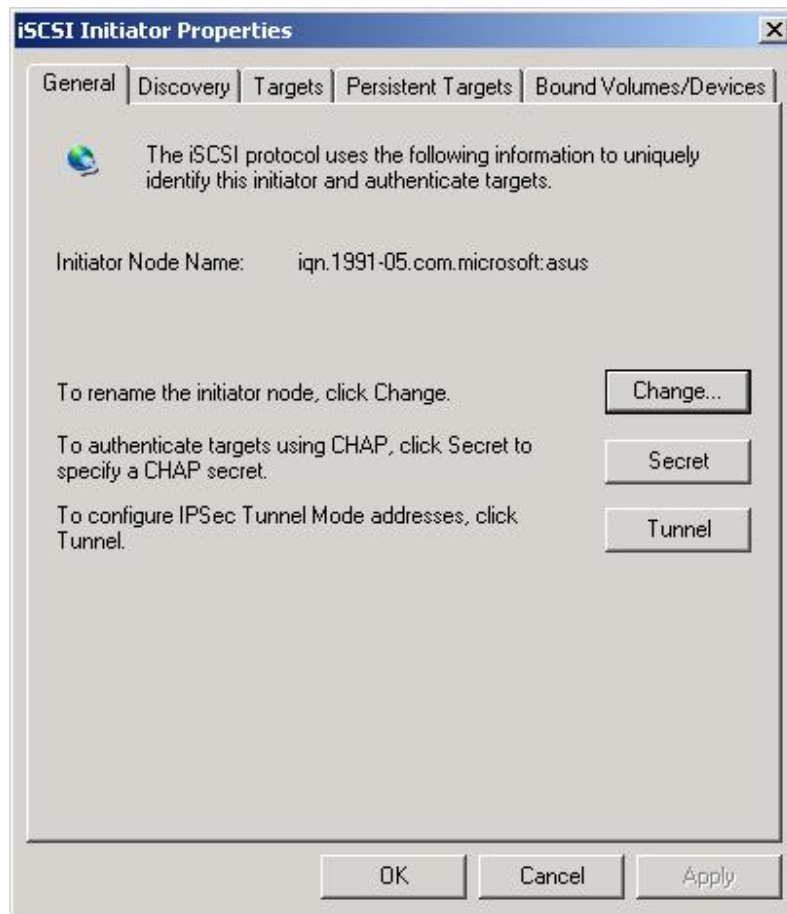 iSCSI Initiator Properties
General Discovery Targets Persistent Targets Bound Volumes/Devices
The iSCSI protocol uses the following information to uniquely
identify this initiator and authenticate targets.
Initiator Node Name: iqn.1991-05.com.microsoft:asus
To rename the initiator node, click Change.
Change...
To authenticate targets using CHAP, click Secret to
specify a CHAP secret.
Secret
To configure IPSec Tunnel Mode addresses, click
Tunnel.
Tunnel
OK Cancel Apply